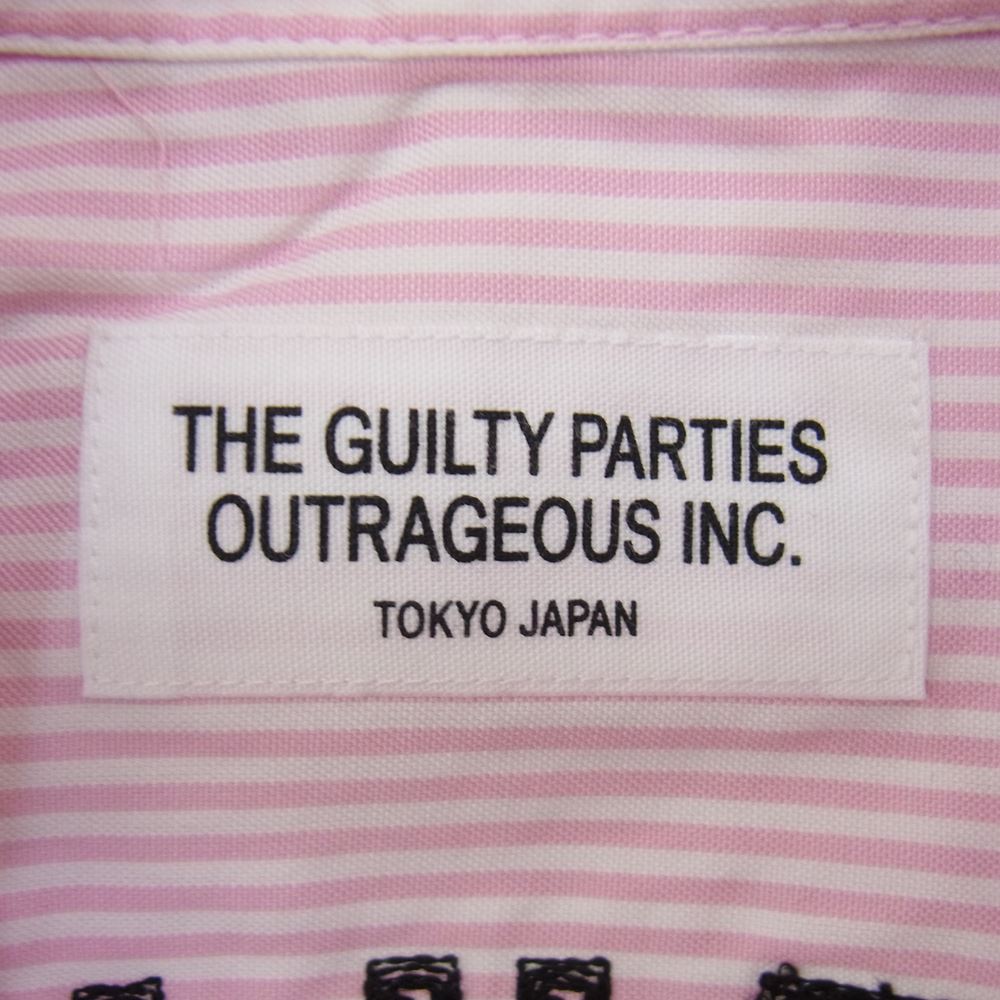 THE GUILTY PARTIES
OUTRAGEOUS INC.
TOKYO JAPAN